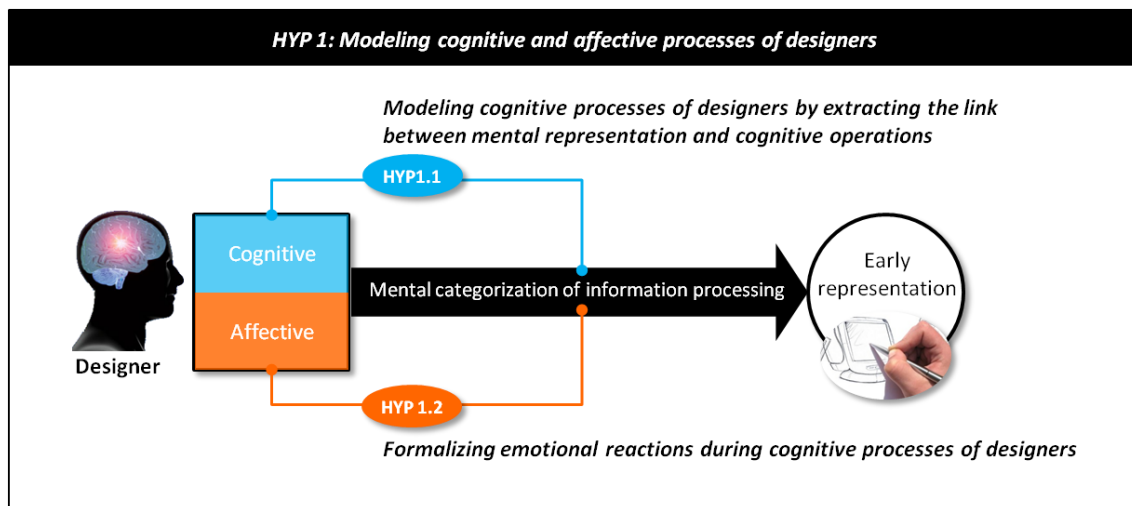 HYP 1: Modeling cognitive and affective processes of designers
Modeling cognitive processes of designers by extracting the link
between mental representation and cognitive operations
HYP1.1
Cognitive
Affective
Designer
Mental categorization of information processing
Early
representation
HYP 1.2
Formalizing emotional reactions during cognitive processes of designers